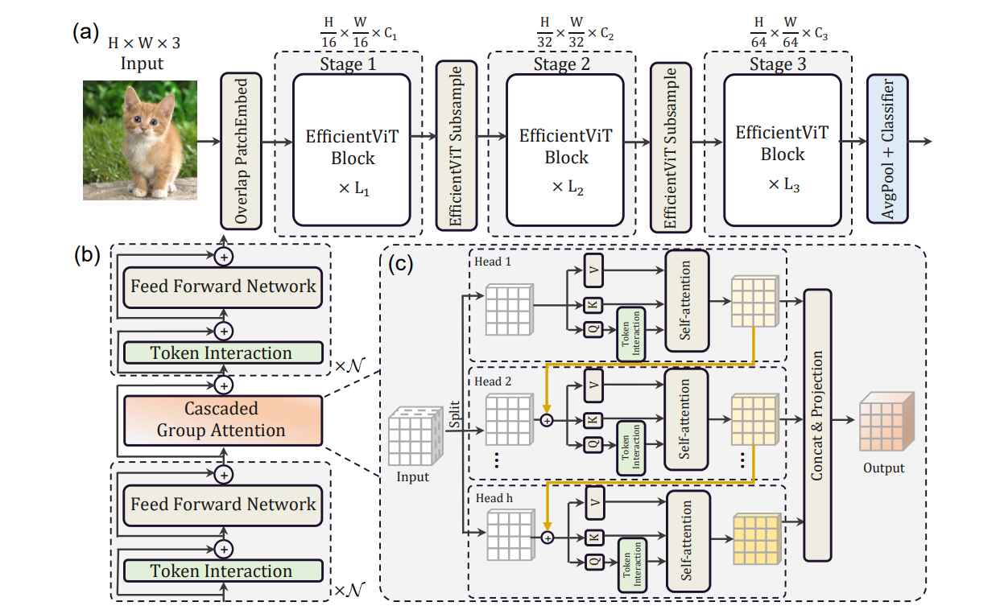 (a)
H × W × 3
Input
Overlap PatchEmbed
H/16 × W/16 × C₁
Stage 1
EfficientViT
Block
× L₁
EfficientViT Subsample
H/32 × W/32 × C₂
Stage 2
EfficientViT
Block
× L₂
EfficientViT Subsample
H/64 × W/64 × C₃
Stage 3
EfficientViT
Block
× L₃
AvgPool + Classifier
(b)
+
Feed Forward Network
+
Token Interaction
×𝒩
+
Cascaded
Group Attention
+
Feed Forward Network
+
Token Interaction
×𝒩
(c)
Input
Split
Head 1
V
K
Q
Token
Interaction
Self-attention
Head 2
+
V
K
Q
Token
Interaction
Self-attention
⋮
⋮
Head h
+
V
K
Q
Token
Interaction
Self-attention
Concat & Projection
Output